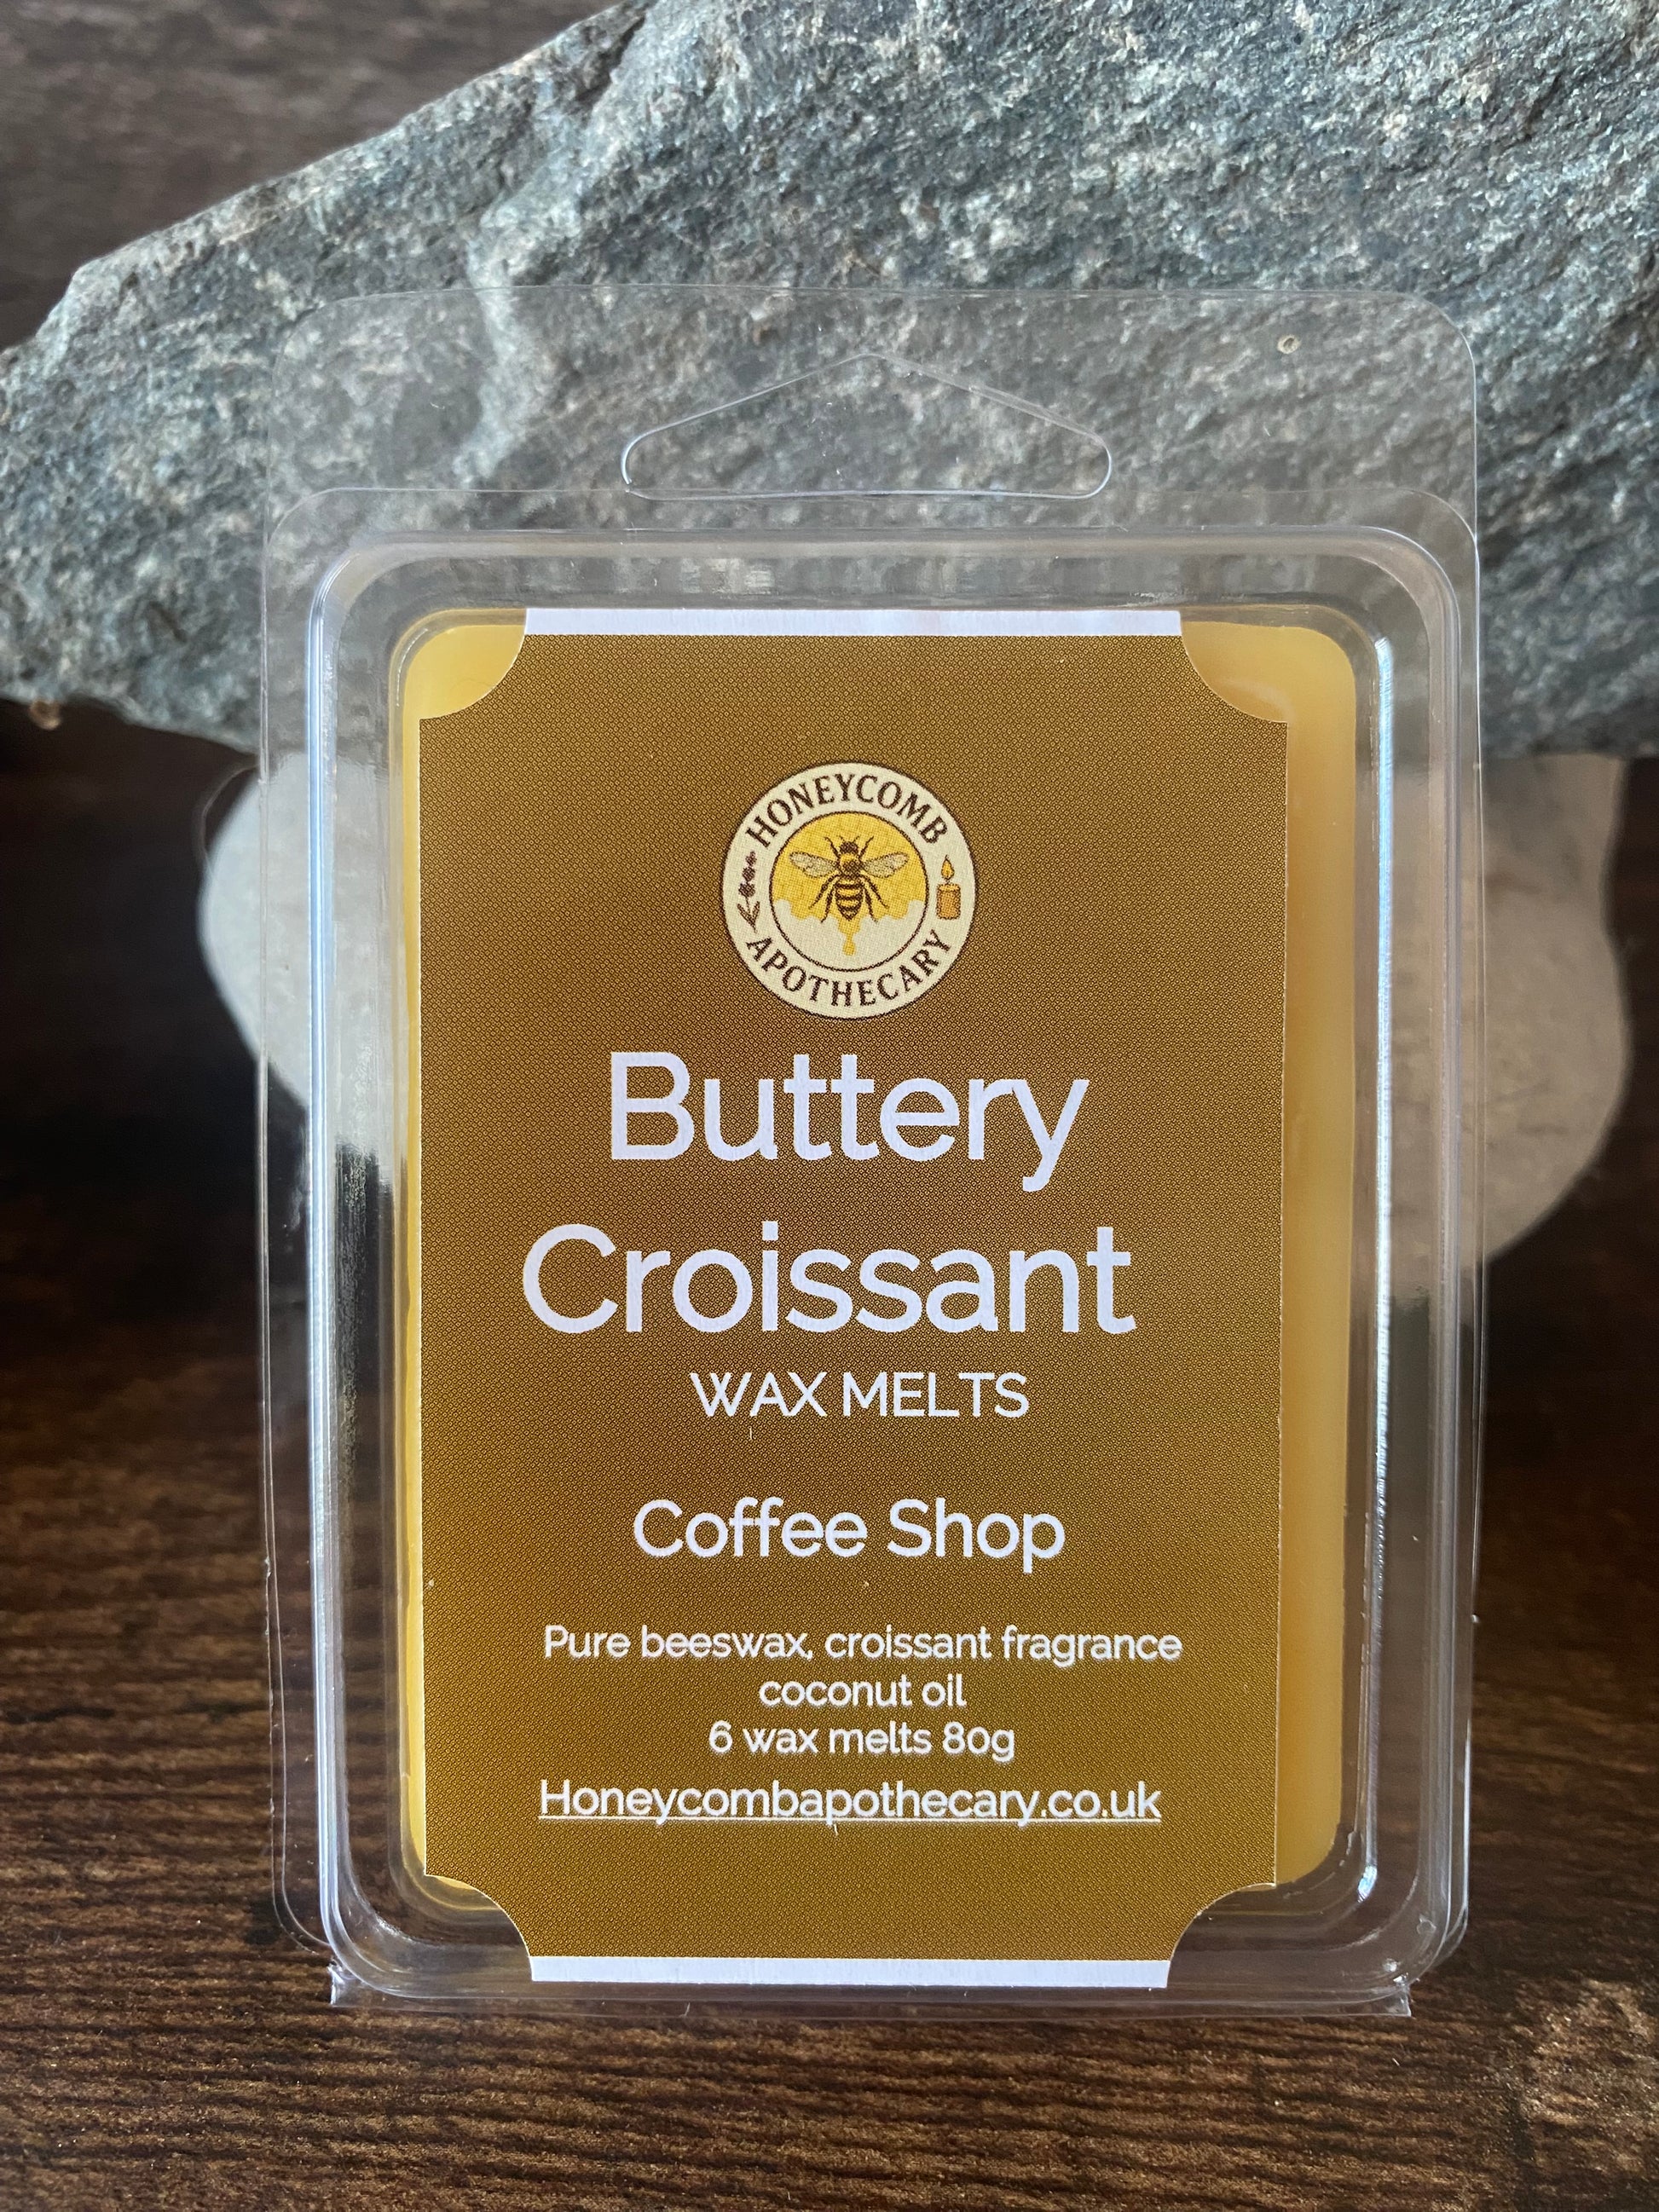 HONEYCOMB
APOTHECARY
Buttery
Croissant
WAX MELTS
Coffee Shop
Pure beeswax, croissant fragrance
coconut oil
6 wax melts 80g
Honeycombapothecary.co.uk